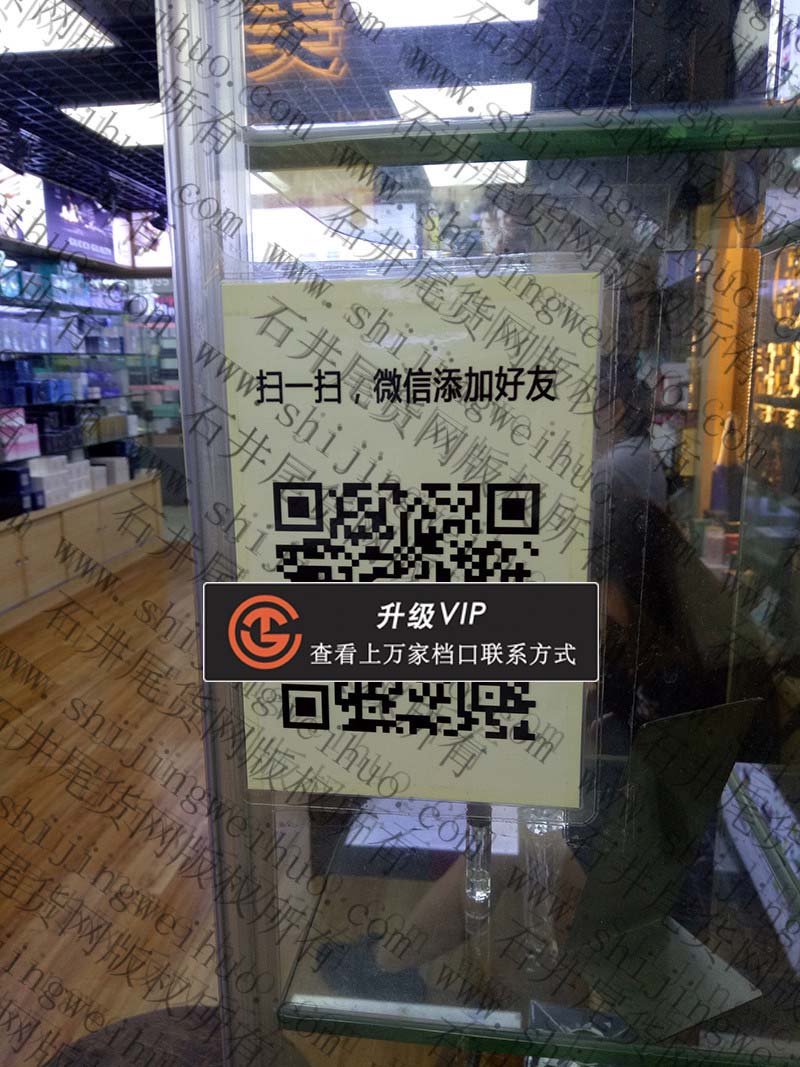 扫一扫，微信添加好友
升级VIP
查看上万家档口联系方式
www.shijingweihuo.com
石井尾货网版权所有